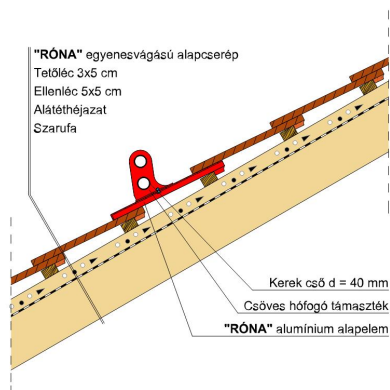 "RÓNA" egyenesvágású alapcserép
Tetőléc 3x5 cm
Ellenléc 5x5 cm
Alátéthéjazat
Szarufa
Kerek cső d = 40 mm
Csöves hófogó támaszték
"RÓNA" alumínium alapelem